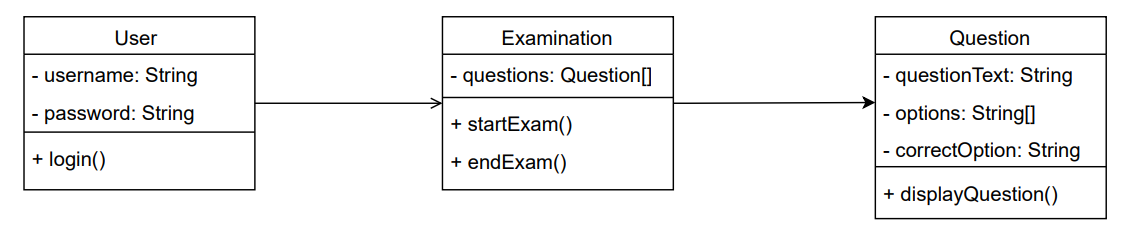 User
- username: String
- password: String
+ login()
Examination
- questions: Question[]
+ startExam()
+ endExam()
Question
- questionText: String
- options: String[]
- correctOption: String
+ displayQuestion()